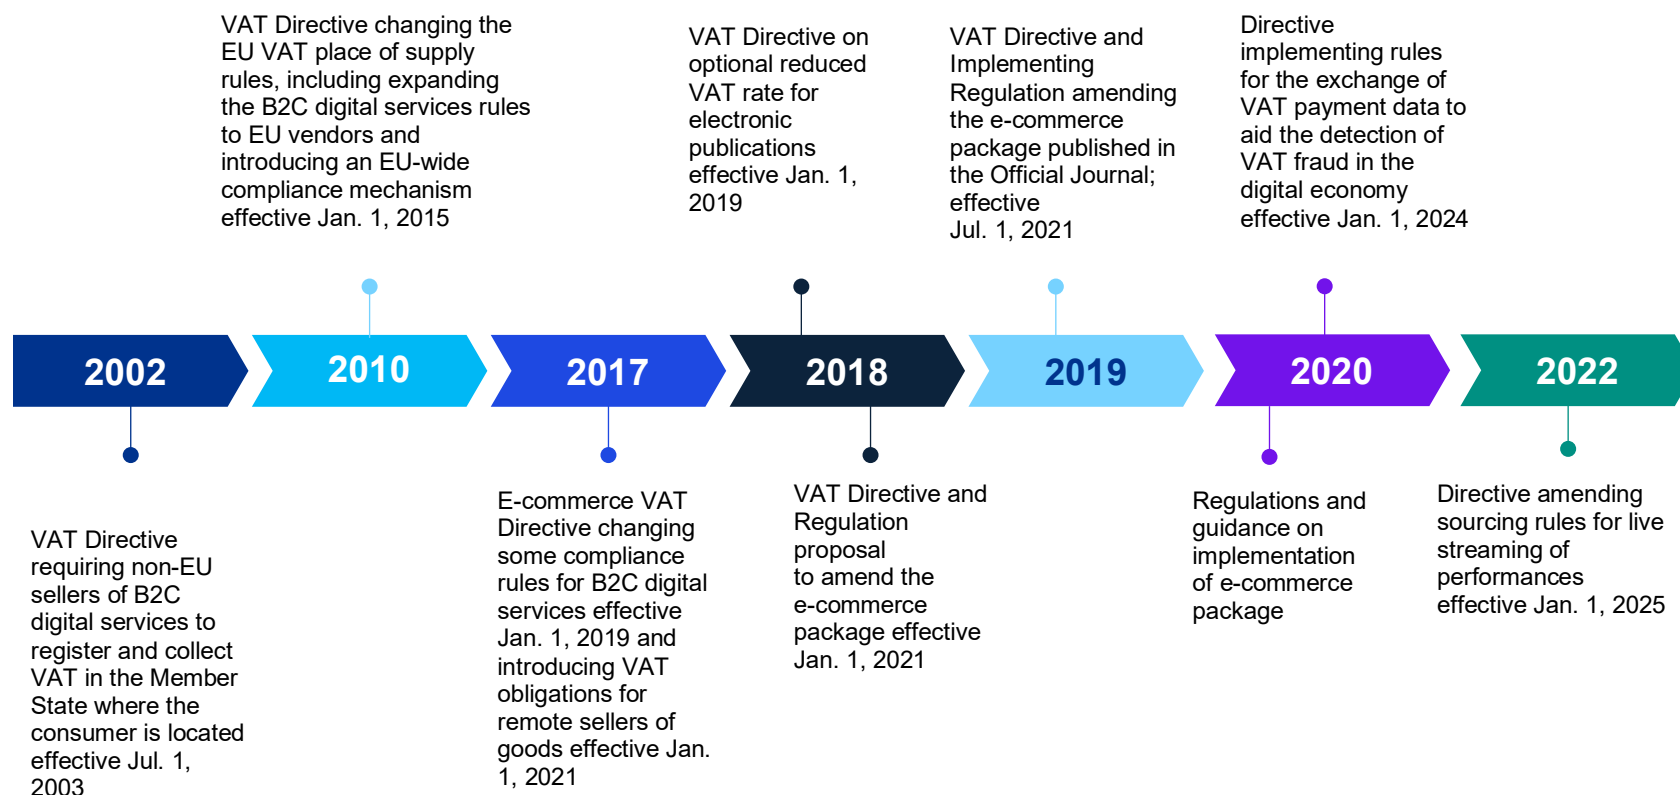 VAT Directive changing the
EU VAT place of supply
rules, including expanding
the B2C digital services rules
to EU vendors and
introducing an EU-wide
compliance mechanism
effective Jan. 1, 2015
VAT Directive on
optional reduced
VAT rate for
electronic
publications
effective Jan. 1,
2019
VAT Directive and
Implementing
Regulation amending
the e-commerce
package published in
the Official Journal;
effective
Jul. 1, 2021
Directive
implementing rules
for the exchange of
VAT payment data to
aid the detection of
VAT fraud in the
digital economy
effective Jan. 1, 2024
2002
2010
2017
2018
2019
2020
2022
VAT Directive
requiring non-EU
sellers of B2C
digital services to
register and collect
VAT in the Member
State where the
consumer is located
effective Jul. 1,
2003
E-commerce VAT
Directive changing
some compliance
rules for B2C digital
services effective
Jan. 1, 2019 and
introducing VAT
obligations for
remote sellers of
goods effective Jan.
1, 2021
VAT Directive and
Regulation
proposal
to amend the
e-commerce
package effective
Jan. 1, 2021
Regulations and
guidance on
implementation
of e-commerce
package
Directive amending
sourcing rules for live
streaming of
performances
effective Jan. 1, 2025